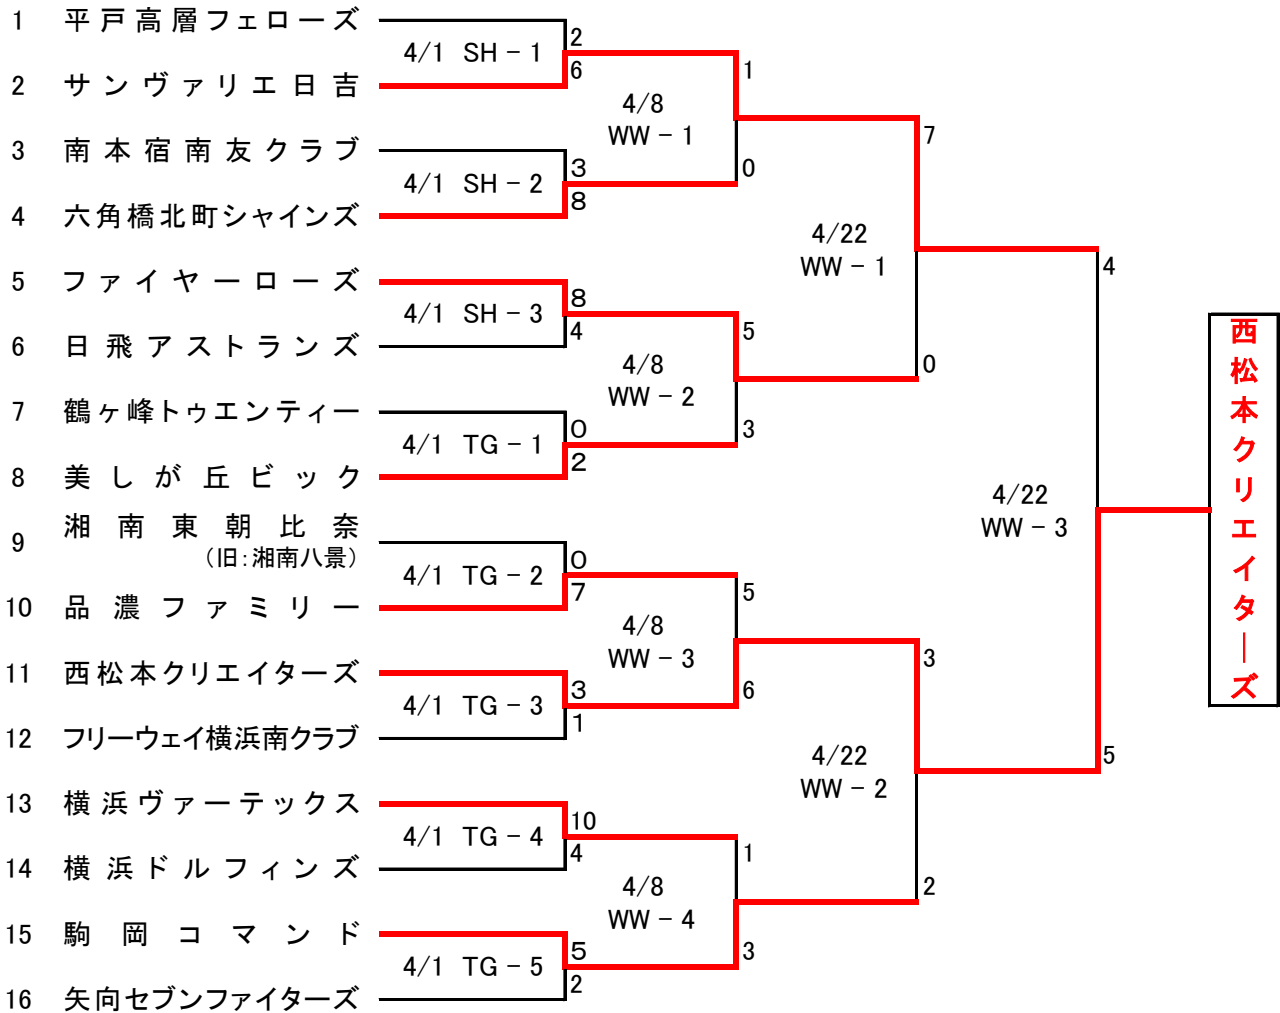 1 平戸高層フェローズ
4/1 SH－1
2
6
2 サンヴァリエ日吉
4/8
WW－1
1
0
3 南本宿南友クラブ
4/1 SH－2
3
8
4 六角橋北町シャインズ
4/22
WW－1
7
0
5 ファイヤーローズ
4/1 SH－3
8
4
6 日飛アストランズ
4/8
WW－2
5
3
7 鶴ヶ峰トゥエンティー
4/1 TG－1
0
2
8 美しが丘ビック
4/22
WW－3
4
5
9 湘南東朝比奈
（旧：湘南八景）
4/1 TG－2
0
7
10 品濃ファミリー
4/8
WW－3
5
6
11 西松本クリエイターズ
4/1 TG－3
3
1
12 フリーウェイ横浜南クラブ
4/22
WW－2
3
2
13 横浜ヴァーテックス
4/1 TG－4
10
4
14 横浜ドルフィンズ
4/8
WW－4
1
3
15 駒岡コマンド
4/1 TG－5
5
2
16 矢向セブンファイターズ
西松本クリエイターズ